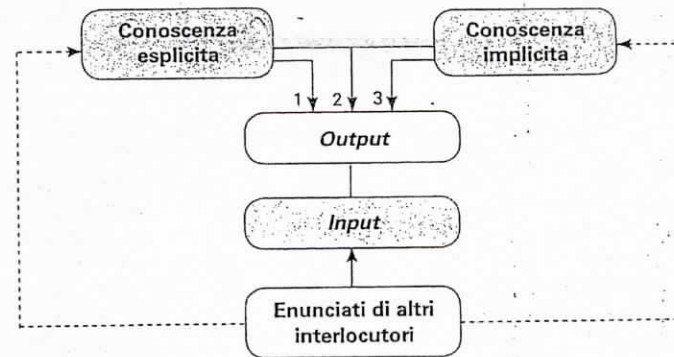 Conoscenza
esplicita
Conoscenza
implicita
1 2 3
Output
Input
Enunciati di altri
interlocutori